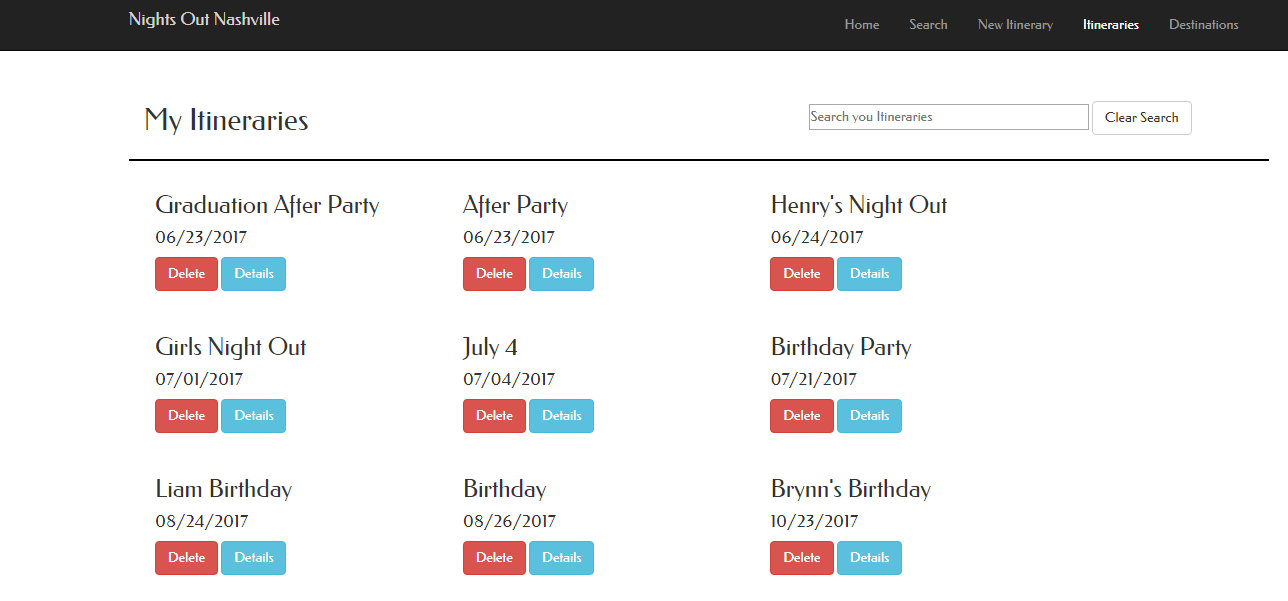 Nights Out Nashville
Home Search New Itinerary Itineraries Destinations
My Itineraries
Search you Itineraries Clear Search
Graduation After Party After Party Henry's Night Out
06/23/2017 06/23/2017 06/24/2017
Delete Details Delete Details Delete Details
Girls Night Out July 4 Birthday Party
07/01/2017 07/04/2017 07/21/2017
Delete Details Delete Details Delete Details
Liam Birthday Birthday Brynn's Birthday
08/24/2017 08/26/2017 10/23/2017
Delete Details Delete Details Delete Details